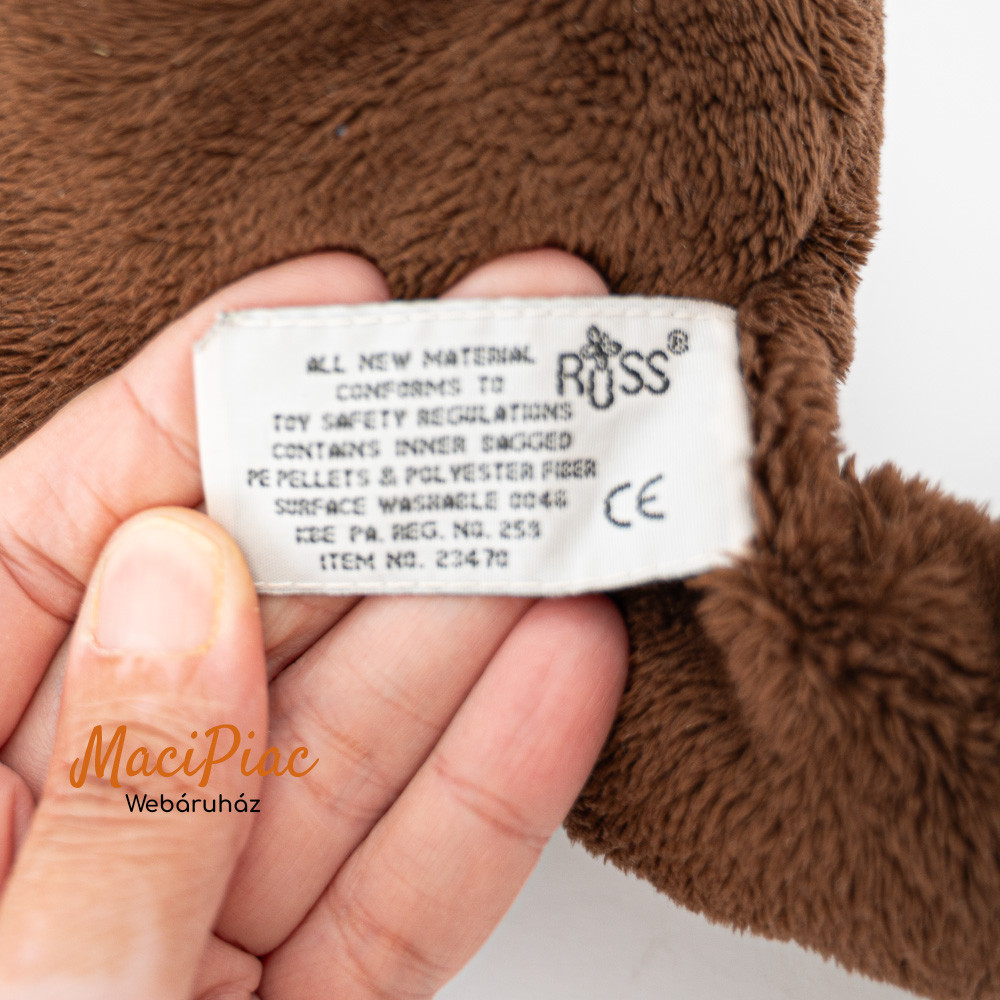 ALL NEW MATERIAL
CONFORMS TO
TOY SAFETY REGULATIONS
CONTAINS INNER BAGGED
PE PELLETS & POLYESTER FIBER
SURFACE WASHABLE 0048
KBE PA. REG. NO. 253
ITEM NO. 23470
RUSS®
CE
MaciPiac
Webáruház